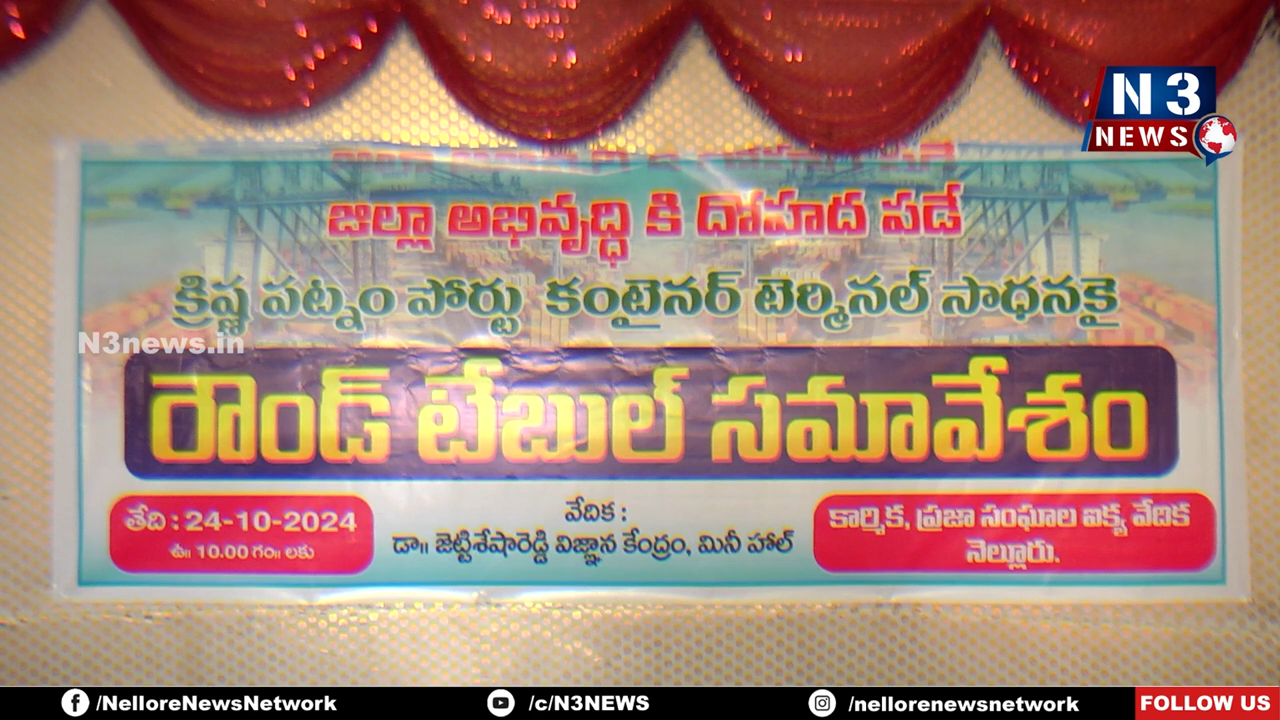 N3
NEWS
జిల్లా అభివృద్ధి కి దోహద పడే
క్రిష్ణ పట్నం పోర్టు కంటైనర్ టెర్మినల్ సాధనకై
N3news.in
రౌండ్ టేబుల్ సమావేశం
తేది : 24-10-2024
ఉ॥ 10.00 గం॥ లకు
వేదిక :
డా॥ జెట్టిశేషారెడ్డి విజ్ఞాన కేంద్రం, మినీ హాల్
కార్మిక, ప్రజా సంఘాల ఐక్య వేదిక
నెల్లూరు.
/NelloreNewsNetwork
/c/N3NEWS
/nellorenewsnetwork
FOLLOW US